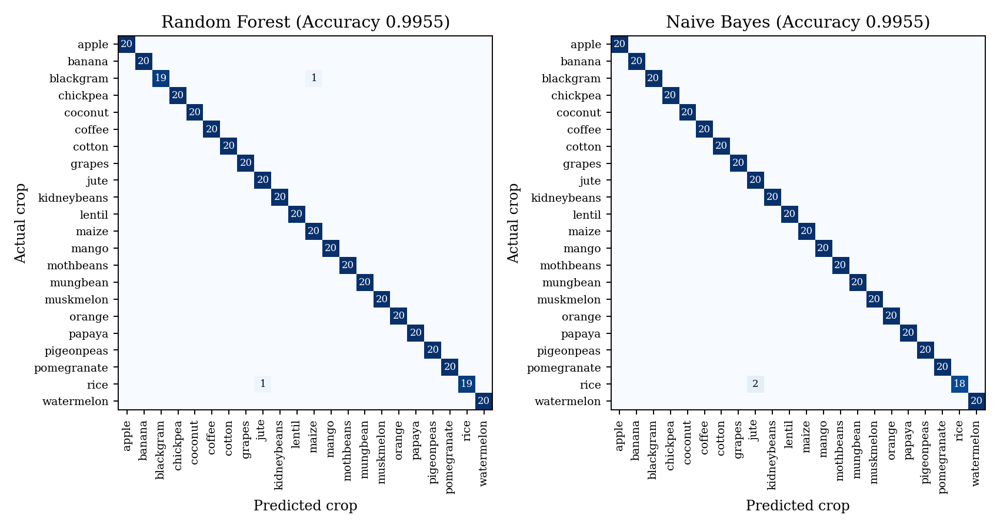 Random Forest (Accuracy 0.9955)
Actual crop
apple 20
banana 20
blackgram 19 1
chickpea 20
coconut 20
coffee 20
cotton 20
grapes 20
jute 20
kidneybeans 20
lentil 20
maize 20
mango 20
mothbeans 20
mungbean 20
muskmelon 20
orange 20
papaya 20
pigeonpeas 20
pomegranate 20
rice 1 19
watermelon 20
apple
banana
blackgram
chickpea
coconut
coffee
cotton
grapes
jute
kidneybeans
lentil
maize
mango
mothbeans
mungbean
muskmelon
orange
papaya
pigeonpeas
pomegranate
rice
watermelon
Predicted crop
Naive Bayes (Accuracy 0.9955)
Actual crop
apple 20
banana 20
blackgram 20
chickpea 20
coconut 20
coffee 20
cotton 20
grapes 20
jute 20
kidneybeans 20
lentil 20
maize 20
mango 20
mothbeans 20
mungbean 20
muskmelon 20
orange 20
papaya 20
pigeonpeas 20
pomegranate 20
rice 2 18
watermelon 20
apple
banana
blackgram
chickpea
coconut
coffee
cotton
grapes
jute
kidneybeans
lentil
maize
mango
mothbeans
mungbean
muskmelon
orange
papaya
pigeonpeas
pomegranate
rice
watermelon
Predicted crop